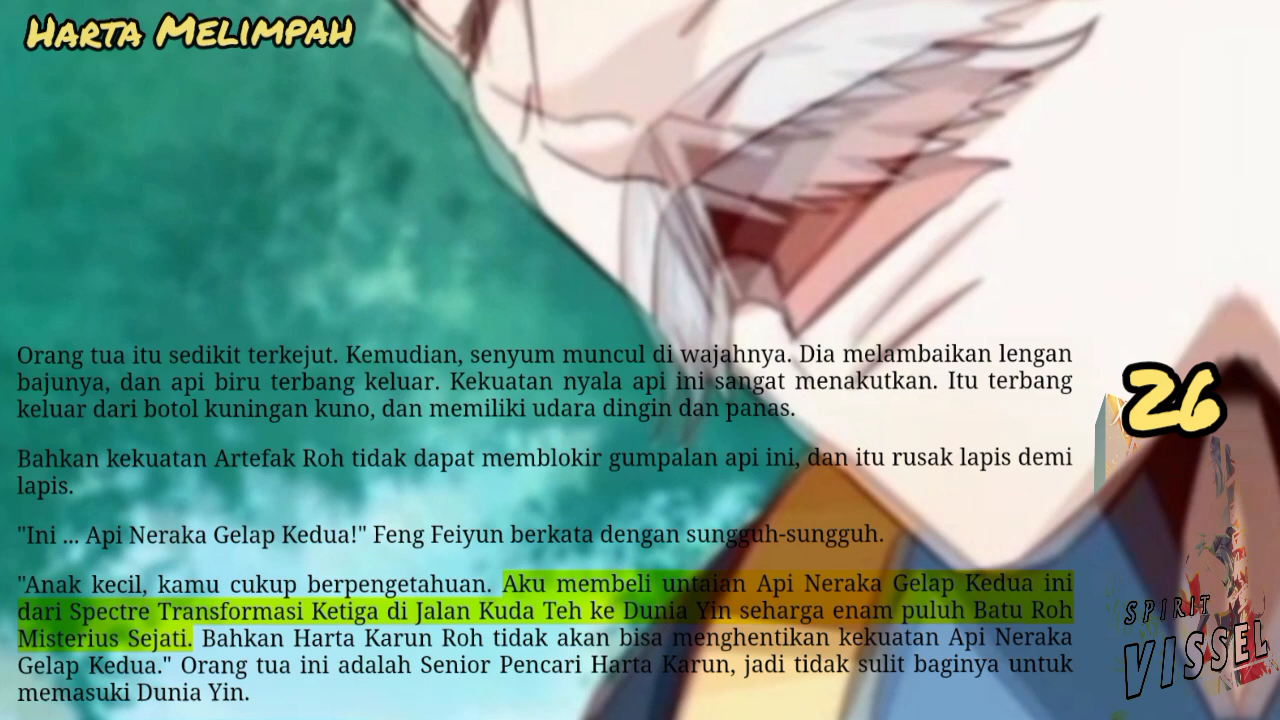 Harta Melimpah
Orang tua itu sedikit terkejut. Kemudian, senyum muncul di wajahnya. Dia melambaikan lengan
bajunya, dan api biru terbang keluar. Kekuatan nyala api ini sangat menakutkan. Itu terbang
keluar dari botol kuningan kuno, dan memiliki udara dingin dan panas.
Bahkan kekuatan Artefak Roh tidak dapat memblokir gumpalan api ini, dan itu rusak lapis demi
lapis.
"Ini ... Api Neraka Gelap Kedua!" Feng Feiyun berkata dengan sungguh-sungguh.
"Anak kecil, kamu cukup berpengetahuan. Aku membeli untaian Api Neraka Gelap Kedua ini
dari Spectre Transformasi Ketiga di Jalan Kuda Teh ke Dunia Yin seharga enam puluh Batu Roh
Misterius Sejati. Bahkan Harta Karun Roh tidak akan bisa menghentikan kekuatan Api Neraka
Gelap Kedua." Orang tua ini adalah Senior Pencari Harta Karun, jadi tidak sulit baginya untuk
memasuki Dunia Yin.
26
SPIRIT
VISSEL